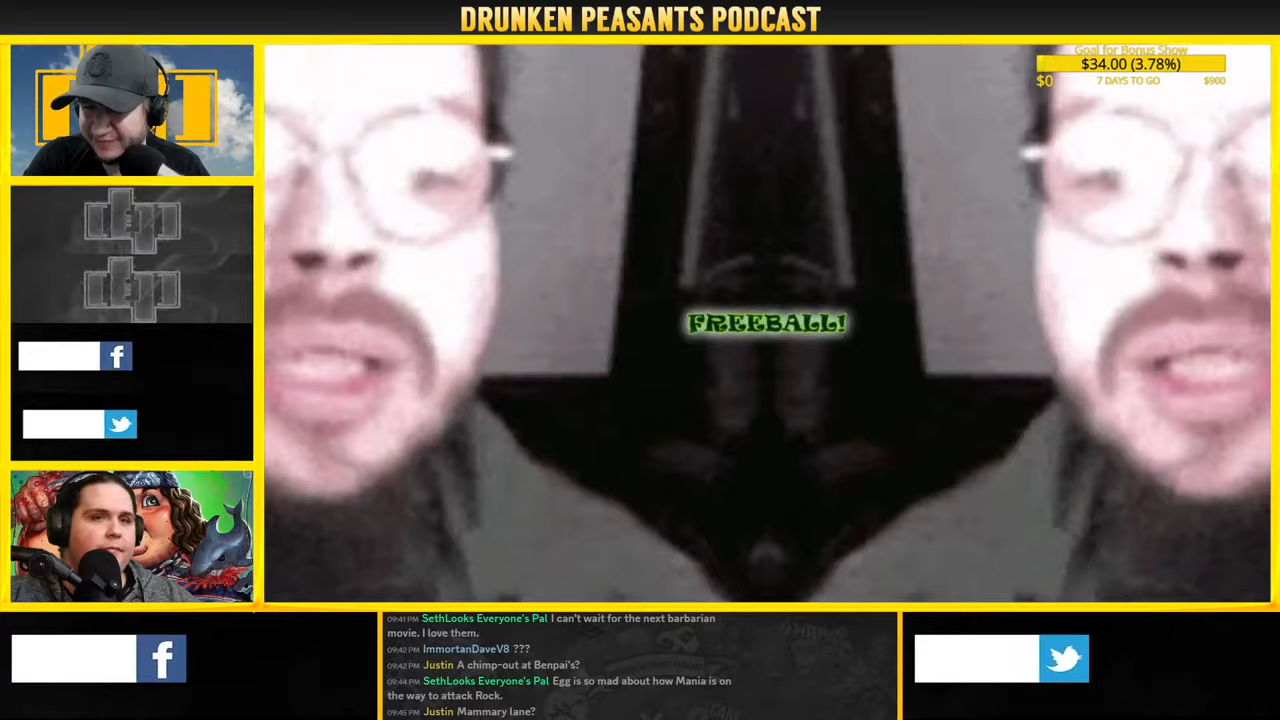 DRUNKEN PEASANTS PODCAST
Goal for Bonus Show
$34.00 (3.78%)
$0 7 DAYS TO GO $900
FREEBALL!
09:41 PM SethLooks Everyone's Pal I can't wait for the next barbarian
movie. I love them.
09:42 PM ImmortanDaveV8 ???
09:42 PM Justin A chimp-out at Benpai's?
09:44 PM SethLooks Everyone's Pal Egg is so mad about how Mania is on
the way to attack Rock.
09:45 PM Justin Mammary lane?